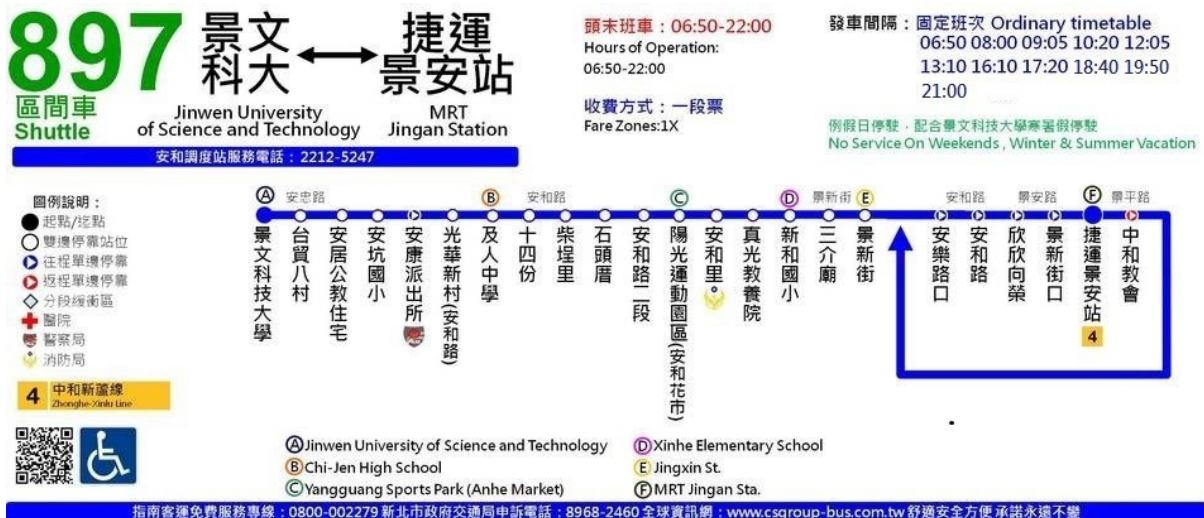 897
區間車
Shuttle
景文
科大
Jinwen University
of Science and Technology
捷運
景安站
MRT
Jingan Station
安和調度站服務電話：2212-5247
頭末班車：06:50-22:00
Hours of Operation:
06:50-22:00
收費方式：一段票
Fare Zones:1X
發車間隔：固定班次 Ordinary timetable
06:50 08:00 09:05 10:20 12:05
13:10 16:10 17:20 18:40 19:50
21:00
例假日停駛，配合景文科技大學寒暑假停駛
No Service On Weekends , Winter & Summer Vacation
圖例說明：
起點/迄點
雙邊停靠站位
往程單邊停靠
返程單邊停靠
分段緩衝區
醫院
警察局
消防局
4 中和新蘆線
Zhonghe-Xinlu Line
A 安忠路 B 安和路 C D 景新街 E 安和路 景安路 F 景平路
景文科技大學
台貿八村
安居公教住宅
安坑國小
安康派出所
光華新村(安和路)
及人中學
十四份
柴埕里
石頭厝
安和路二段
陽光運動園區(安和花市)
安和里
真光教養院
新和國小
三介廟
景新街
安樂路口
安和路
欣欣向榮
景新街口
捷運景安站
4
中和教會
A Jinwen University of Science and Technology
B Chi-Jen High School
C Yangguang Sports Park (Anhe Market)
D Xinhe Elementary School
E Jingxin St.
F MRT Jingan Sta.
指南客運免費服務專線：0800-002279 新北市政府交通局申訴電話：8968-2460 全球資訊網：www.csgroup-bus.com.tw 舒適安全方便 承諾永遠不變